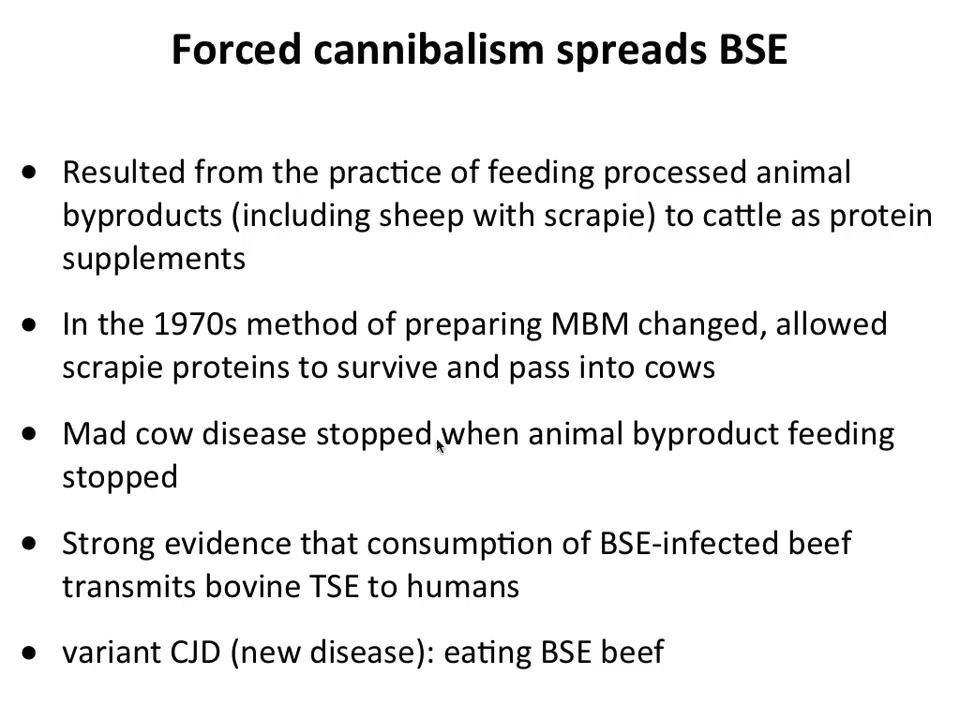 Forced cannibalism spreads BSE
• Resulted from the practice of feeding processed animal
byproducts (including sheep with scrapie) to cattle as protein
supplements
• In the 1970s method of preparing MBM changed, allowed
scrapie proteins to survive and pass into cows
• Mad cow disease stopped when animal byproduct feeding
stopped
• Strong evidence that consumption of BSE-infected beef
transmits bovine TSE to humans
• variant CJD (new disease): eating BSE beef